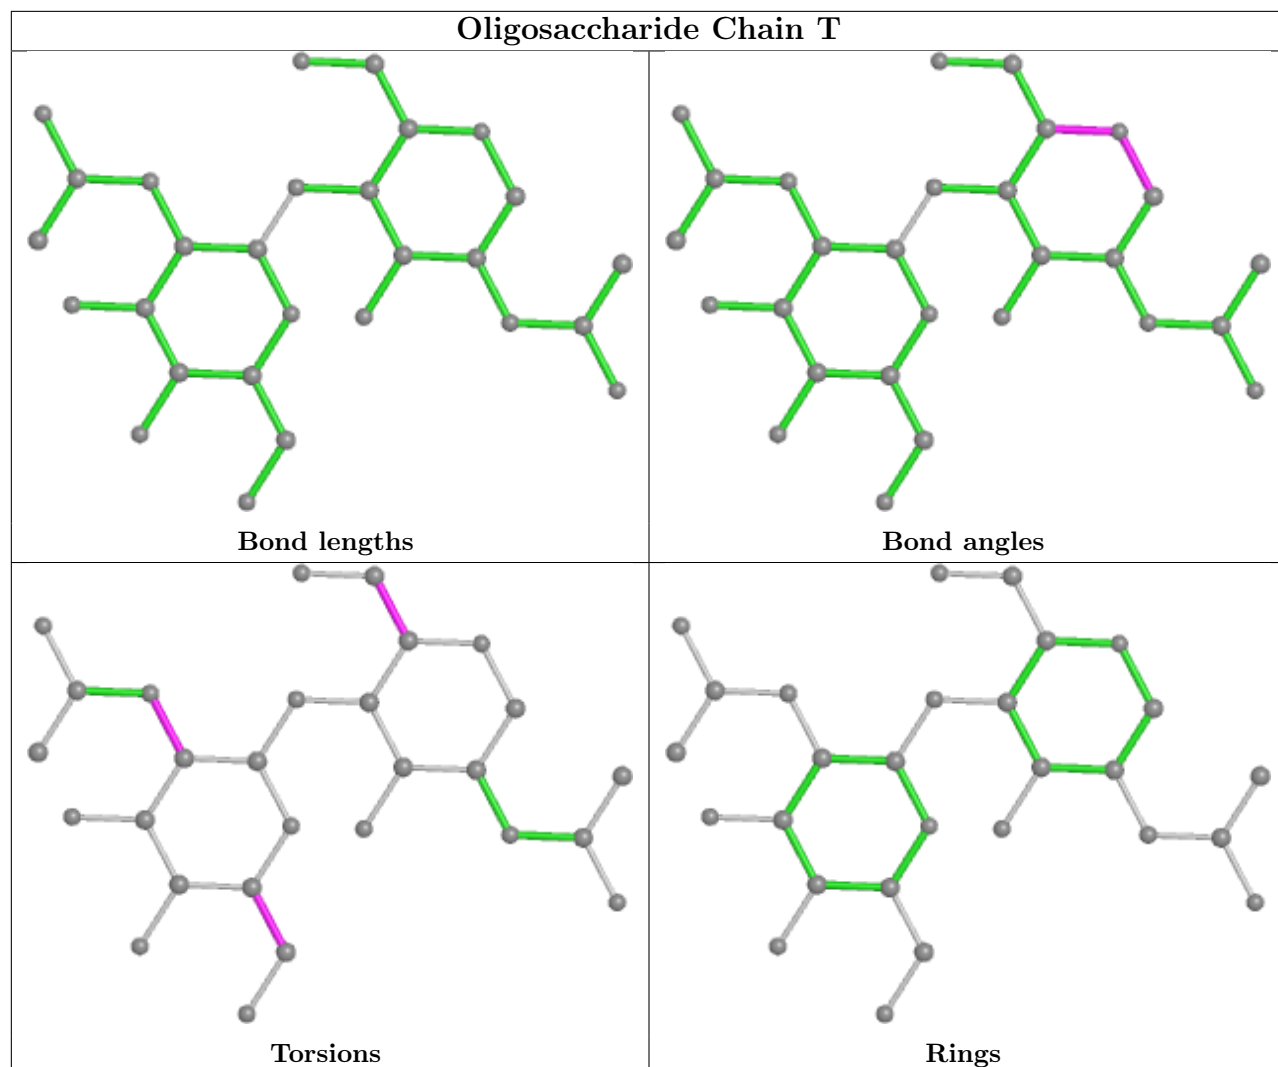 Oligosaccharide Chain T
Bond lengths
Bond angles
Torsions
Rings